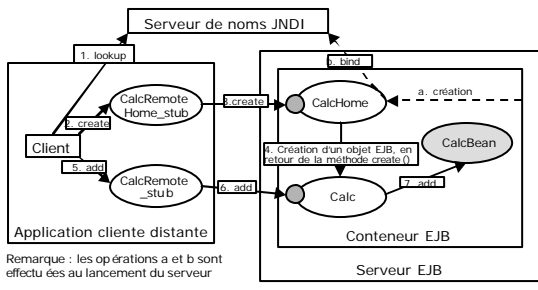 Serveur de noms JNDI
1. lookup
b. bind
CalcRemote
Home_stub
3.create
CalcHome
a. création
2. create
Client
4. Création d'un objet EJB, en
retour de la méthode create()
CalcBean
5. add
CalcRemote
_stub
6. add
Calc
7. add
Application cliente distante
Conteneur EJB
Remarque : les opérations a et b sont
effectu ées au lancement du serveur
Serveur EJB